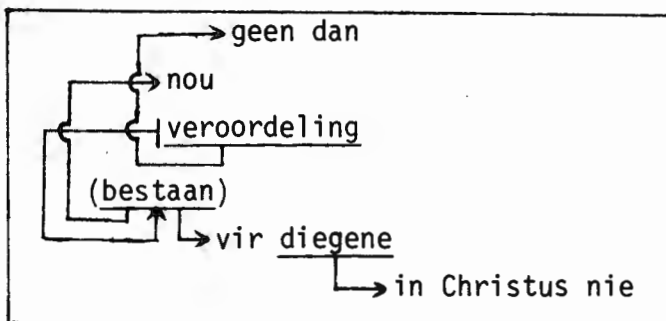 geen dan
nou
veroordeling
(bestaan)
vir diegene
in Christus nie